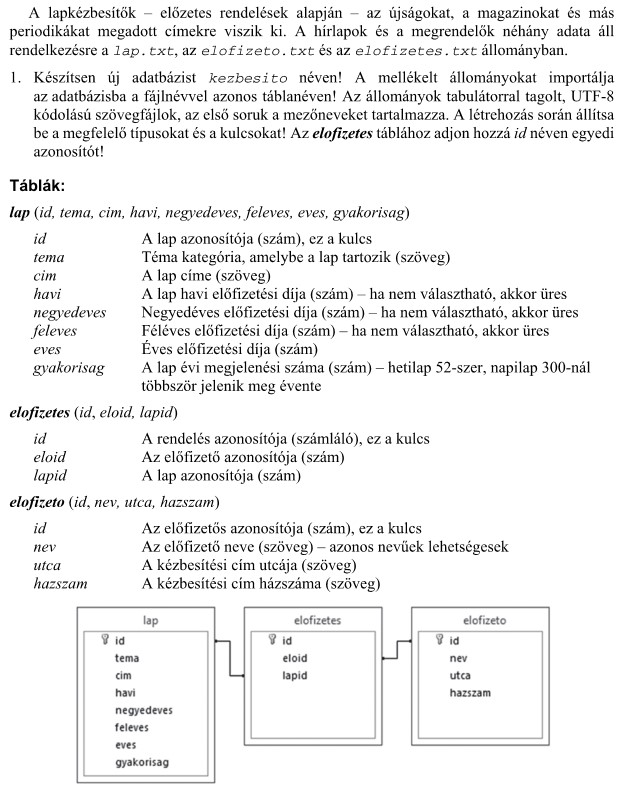 A lapkézbesítők – előzetes rendelések alapján – az újságokat, a magazinokat és más
periodikákat megadott címekre viszik ki. A hírlapok és a megrendelők néhány adata áll
rendelkezésre a lap.txt, az elofizeto.txt és az elofizetes.txt állományban.
1. Készítsen új adatbázist kezbesito néven! A mellékelt állományokat importálja
az adatbázisba a fájlnévvel azonos táblanéven! Az állományok tabulátorral tagolt, UTF-8
kódolású szövegfájlok, az első soruk a mezőneveket tartalmazza. A létrehozás során állítsa
be a megfelelő típusokat és a kulcsokat! Az elofizetes táblához adjon hozzá id néven egyedi
azonosítót!
Táblák:
lap (id, tema, cim, havi, negyedeves, feleves, eves, gyakorisag)
id A lap azonosítója (szám), ez a kulcs
tema Téma kategória, amelybe a lap tartozik (szöveg)
cim A lap címe (szöveg)
havi A lap havi előfizetési díja (szám) – ha nem választható, akkor üres
negyedeves Negyedéves előfizetési díja (szám) – ha nem választható, akkor üres
feleves Féléves előfizetési díja (szám) – ha nem választható, akkor üres
eves Éves előfizetési díja (szám)
gyakorisag A lap évi megjelenési száma (szám) – hetilap 52-szer, napilap 300-nál
többször jelenik meg évente
elofizetes (id, eloid, lapid)
id A rendelés azonosítója (számláló), ez a kulcs
eloid Az előfizető azonosítója (szám)
lapid A lap azonosítója (szám)
elofizeto (id, nev, utca, hazszam)
id Az előfizetős azonosítója (szám), ez a kulcs
nev Az előfizető neve (szöveg) – azonos nevűek lehetségesek
utca A kézbesítési cím utcája (szöveg)
hazszam A kézbesítési cím házszáma (szöveg)
lap
id
tema
cim
havi
negyedeves
feleves
eves
gyakorisag
elofizetes
id
eloid
lapid
elofizeto
id
nev
utca
hazszam